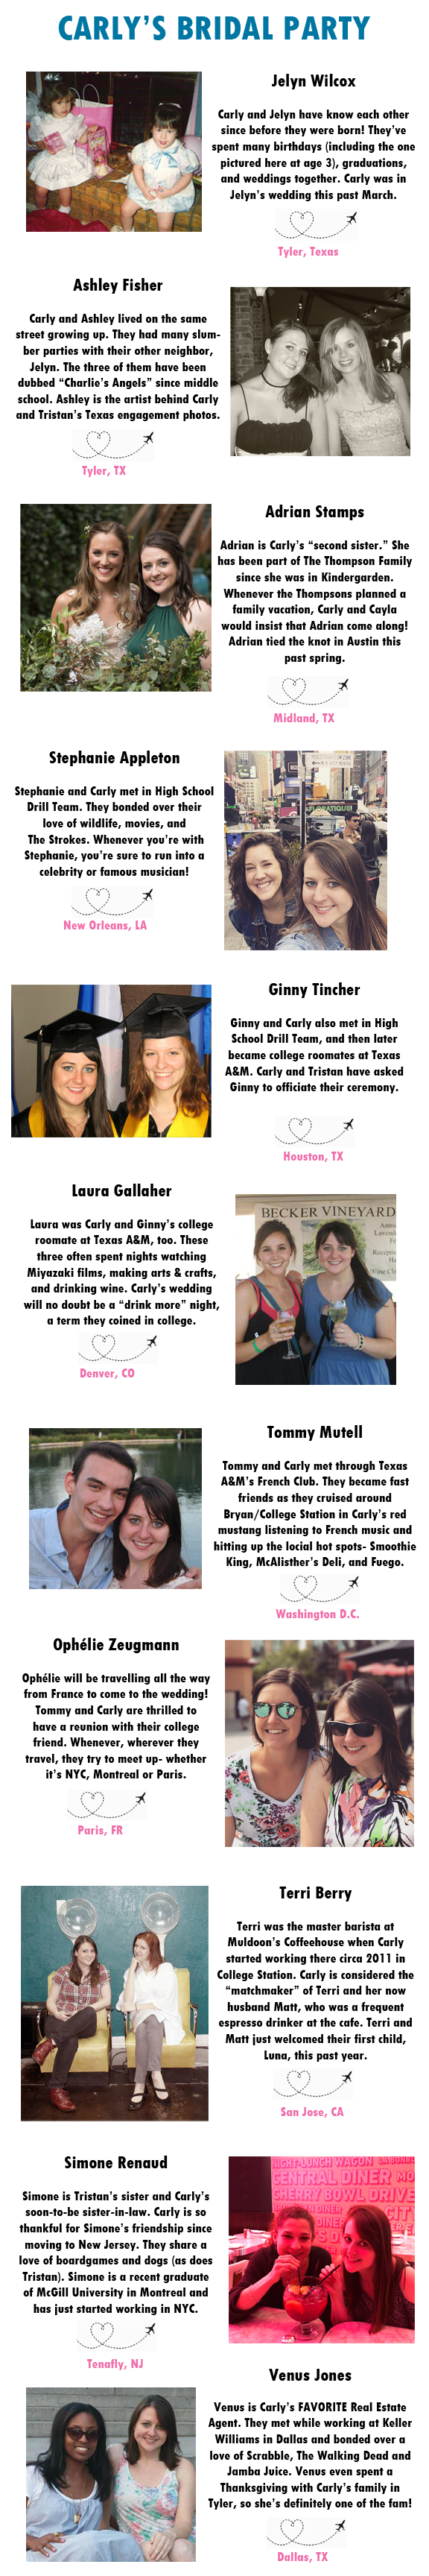 CARLY'S BRIDAL PARTY
Jelyn Wilcox
Carly and Jelyn have know each other
since before they were born! They've
spent many birthdays (including the one
pictured here at age 3), graduations,
and weddings together. Carly was in
Jelyn's wedding this past March.
Tyler, Texas
Ashley Fisher
Carly and Ashley lived on the same
street growing up. They had many slum-
ber parties with their other neighbor,
Jelyn. The three of them have been
dubbed "Charlie's Angels" since middle
school. Ashley is the artist behind Carly
and Tristan's Texas engagement photos.
Tyler, TX
Adrian Stamps
Adrian is Carly's "second sister." She
has been part of The Thompson Family
since she was in Kindergarden.
Whenever the Thompsons planned a
family vacation, Carly and Cayla
would insist that Adrian come along!
Adrian tied the knot in Austin this
past spring.
Midland, TX
Stephanie Appleton
Stephanie and Carly met in High School
Drill Team. They bonded over their
love of wildlife, movies, and
The Strokes. Whenever you're with
Stephanie, you're sure to run into a
celebrity or famous musician!
New Orleans, LA
Ginny Tincher
Ginny and Carly also met in High
School Drill Team, and then later
became college roomates at Texas
A&M. Carly and Tristan have asked
Ginny to officiate their ceremony.
Houston, TX
Laura Gallaher
Laura was Carly and Ginny's college
roomate at Texas A&M, too. These
three often spent nights watching
Miyazaki films, making arts & crafts,
and drinking wine. Carly's wedding
will no doubt be a "drink more" night,
a term they coined in college.
Denver, CO
BECKER VINEYARD
Tommy Mutell
Tommy and Carly met through Texas
A&M's French Club. They became fast
friends as they cruised around
Bryan/College Station in Carly's red
mustang listening to French music and
hitting up the loclal hot spots- Smoothie
King, McAlisther's Deli, and Fuego.
Washington D.C.
Ophélie Zeugmann
Ophélie will be travelling all the way
from France to come to the wedding!
Tommy and Carly are thrilled to
have a reunion with their college
friend. Whenever, wherever they
travel, they try to meet up- whether
it's NYC, Montreal or Paris.
Paris, FR
Terri Berry
Terri was the master barista at
Muldoon's Coffeehouse when Carly
started working there circa 2011 in
College Station. Carly is considered the
"matchmaker" of Terri and her now
husband Matt, who was a frequent
espresso drinker at the cafe. Terri and
Matt just welcomed their first child,
Luna, this past year.
San Jose, CA
Simone Renaud
Simone is Tristan's sister and Carly's
soon-to-be sister-in-law. Carly is so
thankful for Simone's friendship since
moving to New Jersey. They share a
love of boardgames and dogs (as does
Tristan). Simone is a recent graduate
of McGill University in Montreal and
has just started working in NYC.
Tenafly, NJ
NIGHT-LUNCH WAGON
CENTRAL DINER
CHERRY BOWL DRIVE
Venus Jones
Venus is Carly's FAVORITE Real Estate
Agent. They met while working at Keller
Williams in Dallas and bonded over a
love of Scrabble, The Walking Dead and
Jamba Juice. Venus even spent a
Thanksgiving with Carly's family in
Tyler, so she's definitely one of the fam!
Dallas, TX